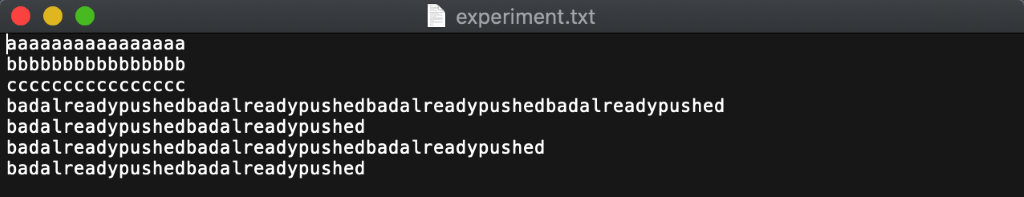 experiment.txt
aaaaaaaaaaaaaaaa
bbbbbbbbbbbbbbbb
cccccccccccccccc
badalreadypushedbadalreadypushedbadalreadypushedbadalreadypushed
badalreadypushedbadalreadypushed
badalreadypushedbadalreadypushedbadalreadypushed
badalreadypushedbadalreadypushed